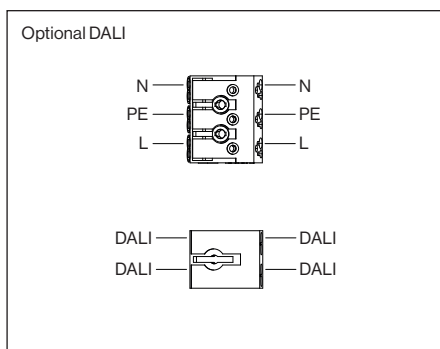 Optional DALI
N N
PE PE
L L
DALI DALI
DALI DALI